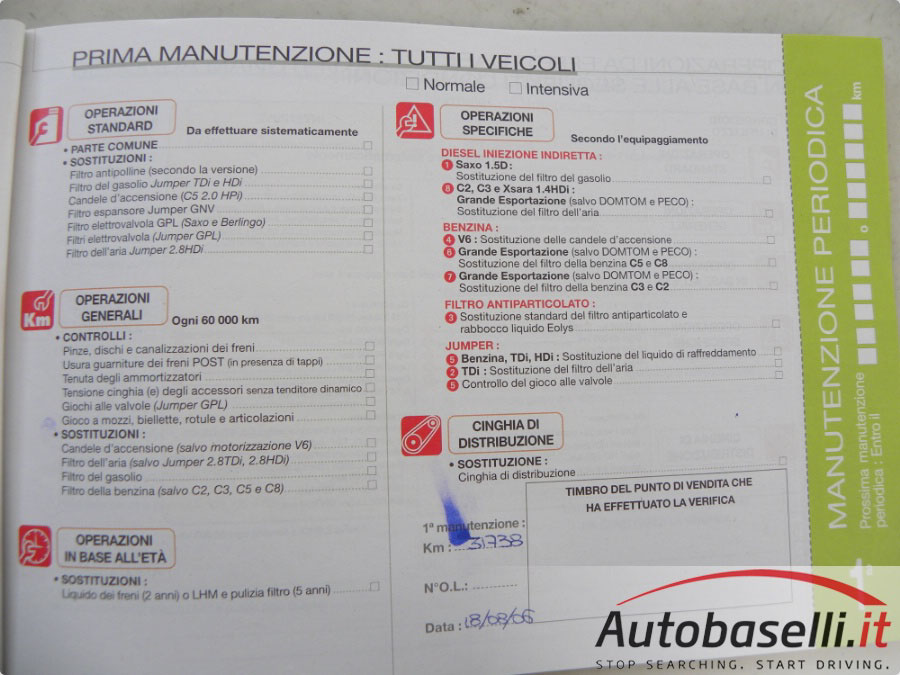 PRIMA MANUTENZIONE : TUTTI I VEICOLI
Normale
Intensiva
OPERAZIONI
STANDARD
Da effettuare sistematicamente
• PARTE COMUNE
• SOSTITUZIONI :
Filtro antipolline (secondo la versione)
Filtro del gasolio Jumper TDi e HDi
Candele d'accensione (C5 2.0 HPi)
Filtro espansore Jumper GNV
Filtro elettrovalvola GPL (Saxo e Berlingo)
Filtri elettrovalvola (Jumper GPL)
Filtro dell'aria Jumper 2.8HDi
Km
OPERAZIONI
GENERALI
Ogni 60 000 km
• CONTROLLI :
Pinze, dischi e canalizzazioni dei freni
Usura guarniture dei freni POST (in presenza di tappi)
Tenuta degli ammortizzatori
Tensione cinghia (e) degli accessori senza tenditore dinamico
Giochi alle valvole (Jumper GPL)
Gioco a mozzi, biellette, rotule e articolazioni
• SOSTITUZIONI :
Candele d'accensione (salvo motorizzazione V6)
Filtro dell'aria (salvo Jumper 2.8TDi, 2.8HDi)
Filtro del gasolio
Filtro della benzina (salvo C2, C3, C5 e C8)
OPERAZIONI
IN BASE ALL'ETÀ
• SOSTITUZIONI :
Liquido dei freni (2 anni) o LHM e pulizia filtro (5 anni)
OPERAZIONI
SPECIFICHE
Secondo l'equipaggiamento
DIESEL INIEZIONE INDIRETTA :
1 Saxo 1.5D :
Sostituzione del filtro del gasolio
8 C2, C3 e Xsara 1.4HDi :
Grande Esportazione (salvo DOMTOM e PECO) :
Sostituzione del filtro dell'aria
BENZINA :
4 V6 : Sostituzione delle candele d'accensione
6 Grande Esportazione (salvo DOMTOM e PECO) :
Sostituzione del filtro della benzina C5 e C8
7 Grande Esportazione (salvo DOMTOM e PECO) :
Sostituzione del filtro della benzina C3 e C2
FILTRO ANTIPARTICOLATO :
3 Sostituzione standard del filtro antiparticolato e
rabbocco liquido Eolys
JUMPER :
5 Benzina, TDi, HDi : Sostituzione del liquido di raffreddamento
2 TDi : Sostituzione del filtro dell'aria
5 Controllo del gioco alle valvole
CINGHIA DI
DISTRIBUZIONE
• SOSTITUZIONE :
Cinghia di distribuzione
TIMBRO DEL PUNTO DI VENDITA CHE
HA EFFETTUATO LA VERIFICA
1ª manutenzione :
Km : 31738
N°O.L. :
Data : 18/08/06
MANUTENZIONE PERIODICA
Prossima manutenzione
periodica : Entro il
km
Autobaselli.it
STOP SEARCHING. START DRIVING.